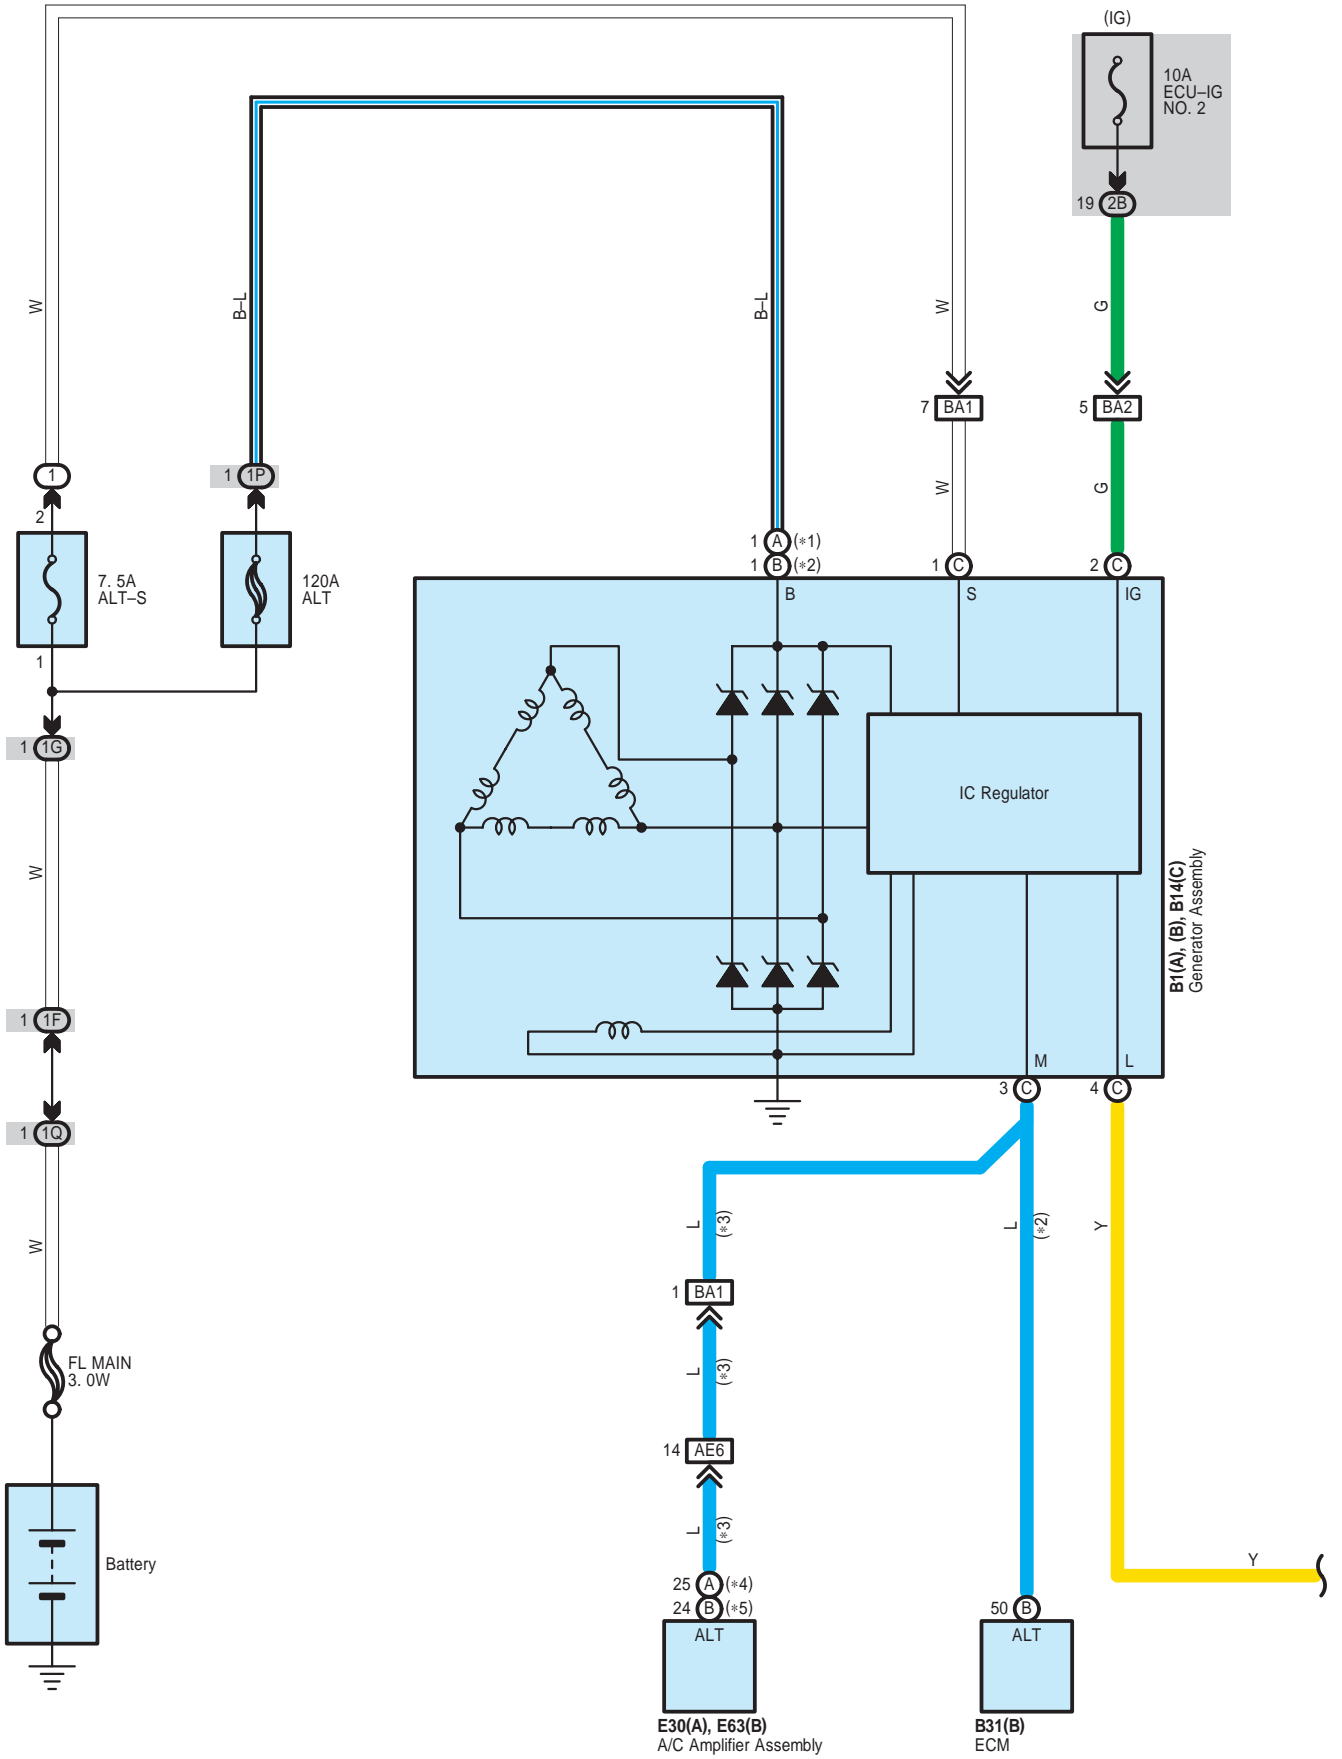 (IG)
10A
ECU–IG
NO. 2
19 2B
W
B–L
B–L
W
G
7 BA1
5 BA2
1
1 1P
W
G
2
1 A (*1)
1 B (*2)
1 C
2 C
7. 5A
ALT–S
120A
ALT
B
S
IG
1
1 1G
IC Regulator
B1(A), (B), B14(C)
Generator Assembly
W
1 1F
M
L
3 C
4 C
1 1Q
W
L
(*3)
L
(*2)
Y
1 BA1
FL MAIN
3. 0W
L
(*3)
14 AE6
L
(*3)
Battery
Y
25 A (*4)
24 B (*5)
50 B
ALT
ALT
E30(A), E63(B)
A/C Amplifier Assembly
B31(B)
ECM